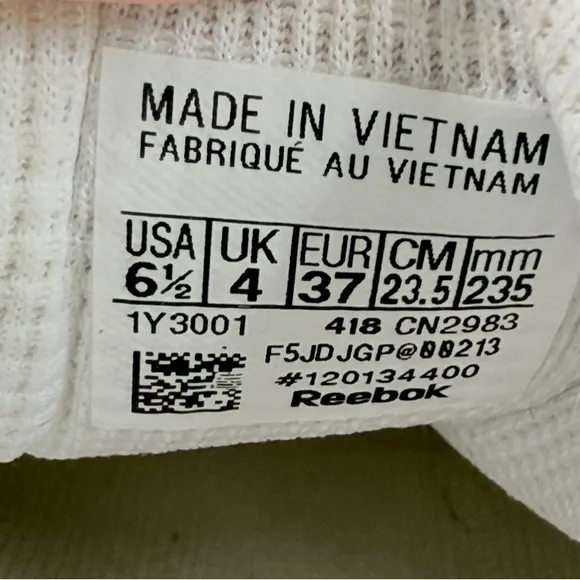 MADE IN VIETNAM
FABRIQUÉ AU VIETNAM
USA UK EUR CM mm
6½ 4 37 23.5 235
1Y3001 418 CN2983
F5JDJGP@00213
#120134400
Reebok